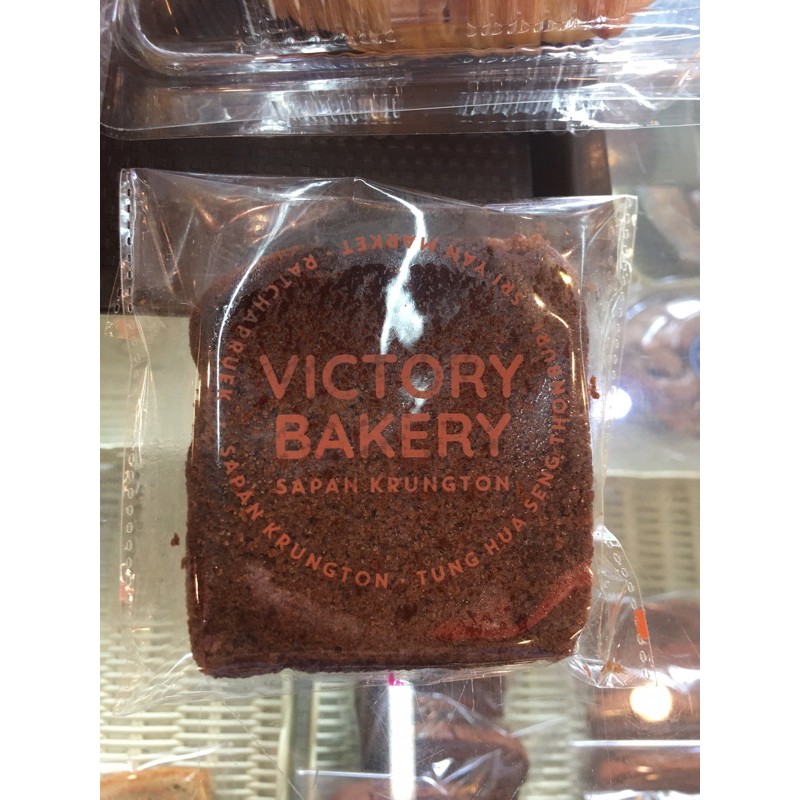 VICTORY
BAKERY
SAPAN KRUNGTON
SAPAN KRUNGTON · TUNG HUA SENG THONBURI · SRI YAN MARKET · RATCHAPRUEK ·